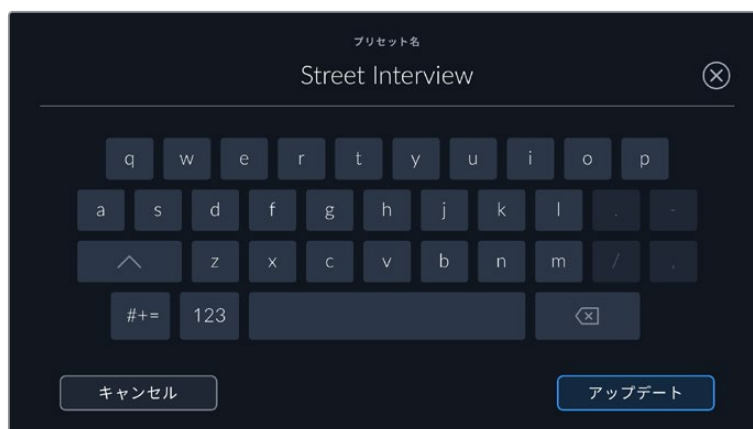 プリセット名
Street Interview
q w e r t y u i o p
a s d f g h j k l . -
z x c v b n m / ,
#+= 123
キャンセル アップデート